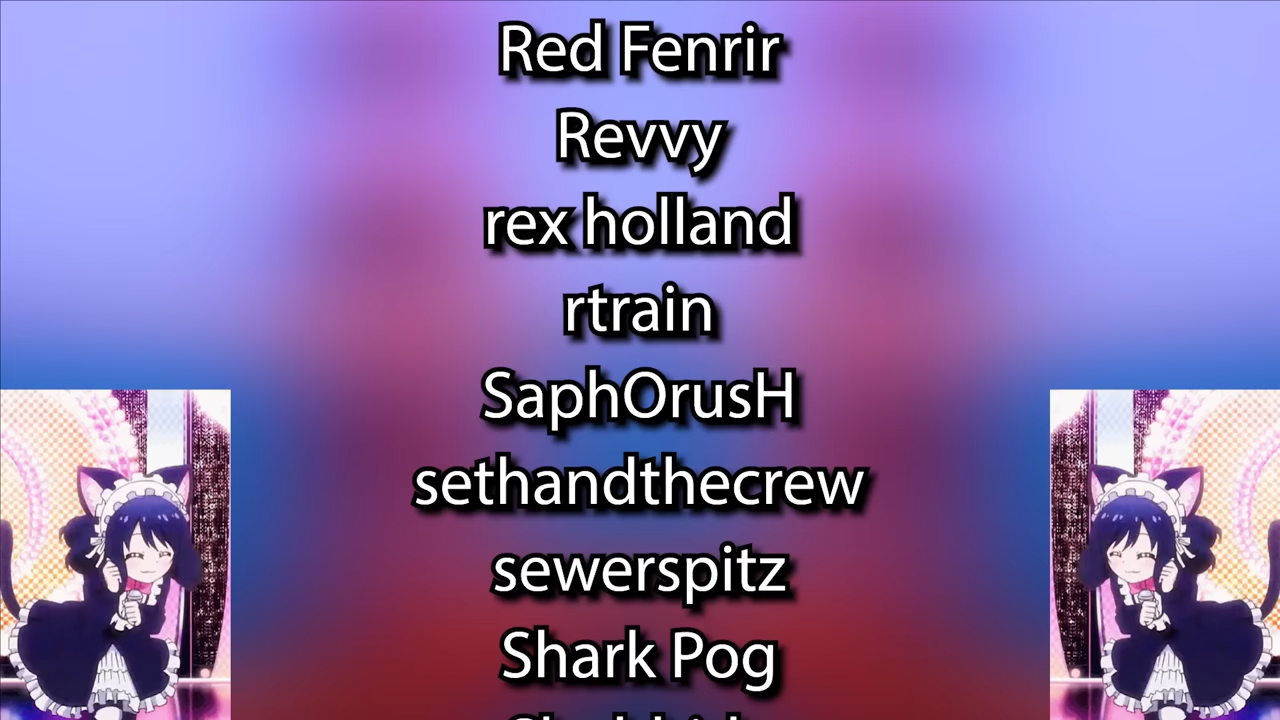 Red Fenrir
Revvy
rex holland
rtrain
SaphOrusH
sethandthecrew
sewerspitz
Shark Pog